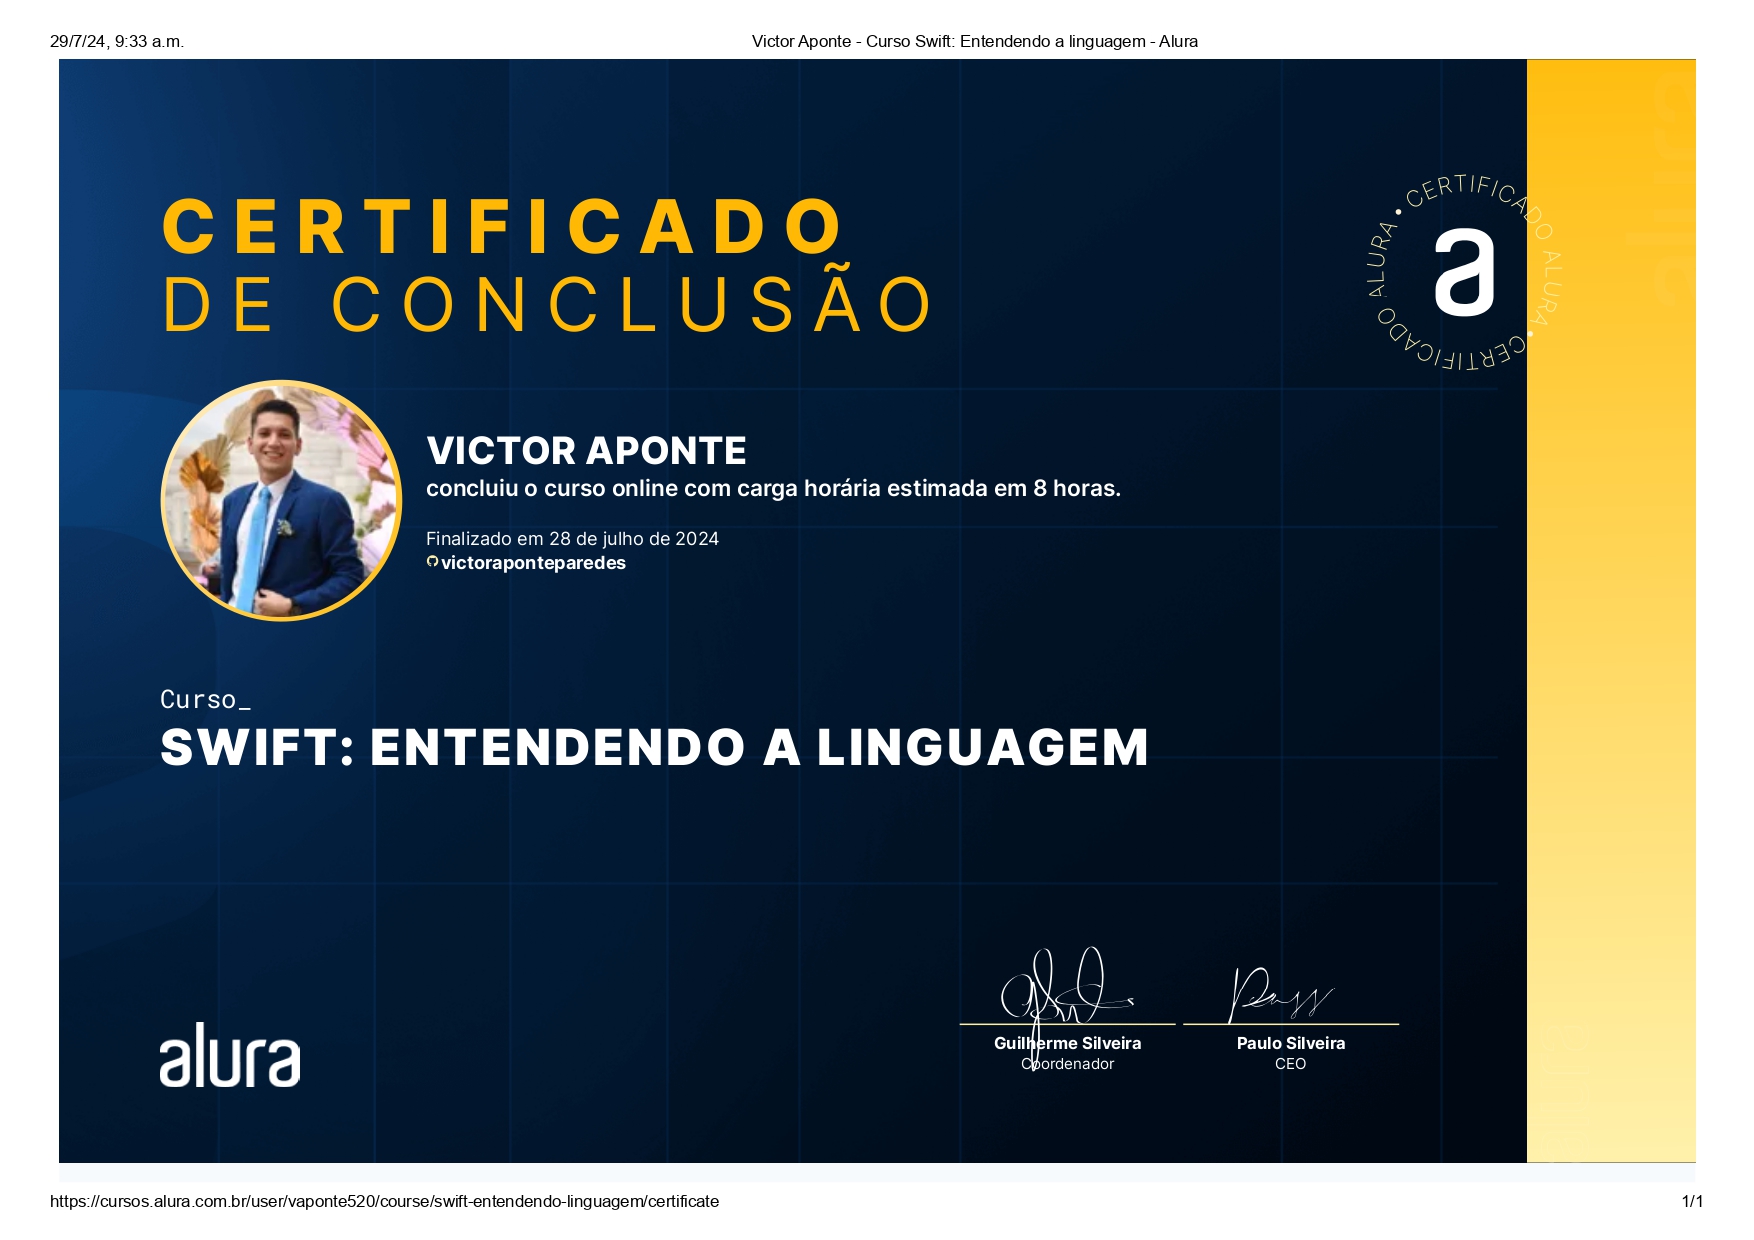 29/7/24, 9:33 a.m.
Victor Aponte - Curso Swift: Entendendo a linguagem - Alura
CERTIFICADO
DE CONCLUSÃO
CERTIFICADO ALURA • CERTIFICADO ALURA •
a
VICTOR APONTE
concluiu o curso online com carga horária estimada em 8 horas.
Finalizado em 28 de julho de 2024
victoraponteparedes
Curso_
SWIFT: ENTENDENDO A LINGUAGEM
Guilherme Silveira
Coordenador
Paulo Silveira
CEO
alura
https://cursos.alura.com.br/user/vaponte520/course/swift-entendendo-linguagem/certificate
1/1